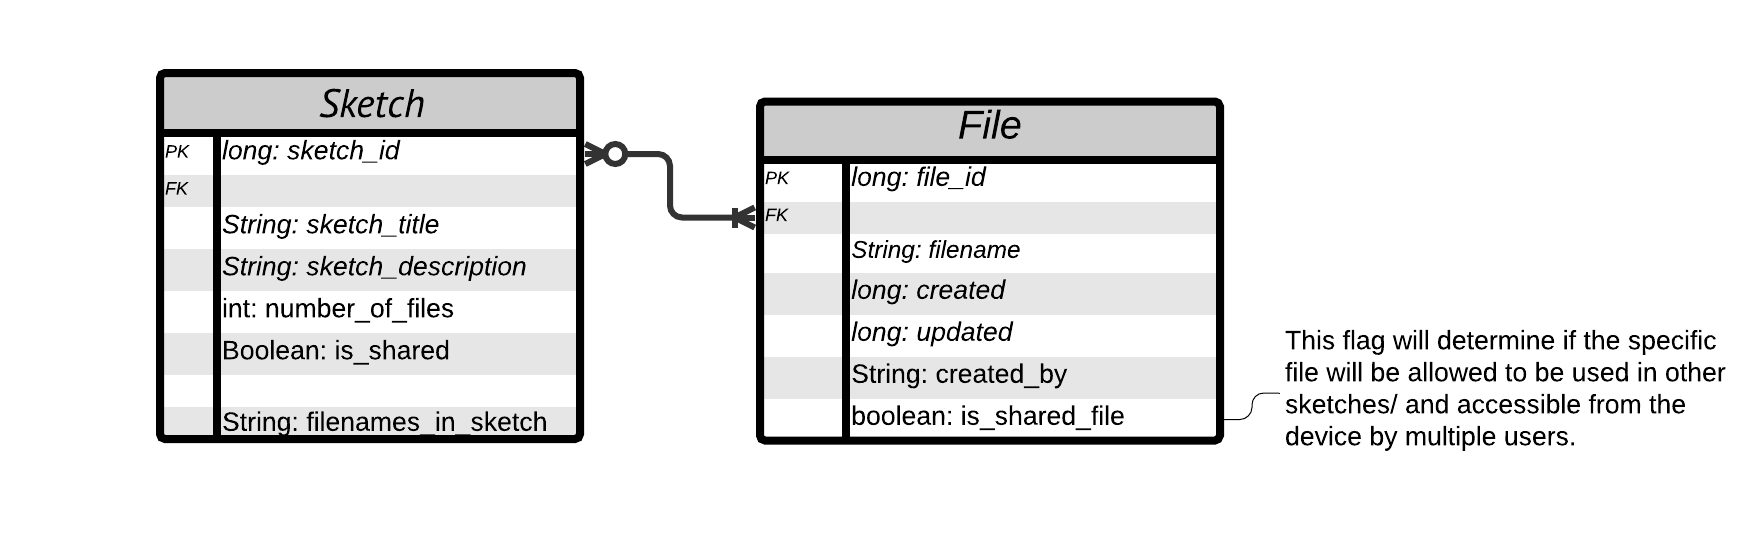 Sketch
PK long: sketch_id
FK
String: sketch_title
String: sketch_description
int: number_of_files
Boolean: is_shared
String: filenames_in_sketch
File
PK long: file_id
FK
String: filename
long: created
long: updated
String: created_by
boolean: is_shared_file
This flag will determine if the specific
file will be allowed to be used in other
sketches/ and accessible from the
device by multiple users.